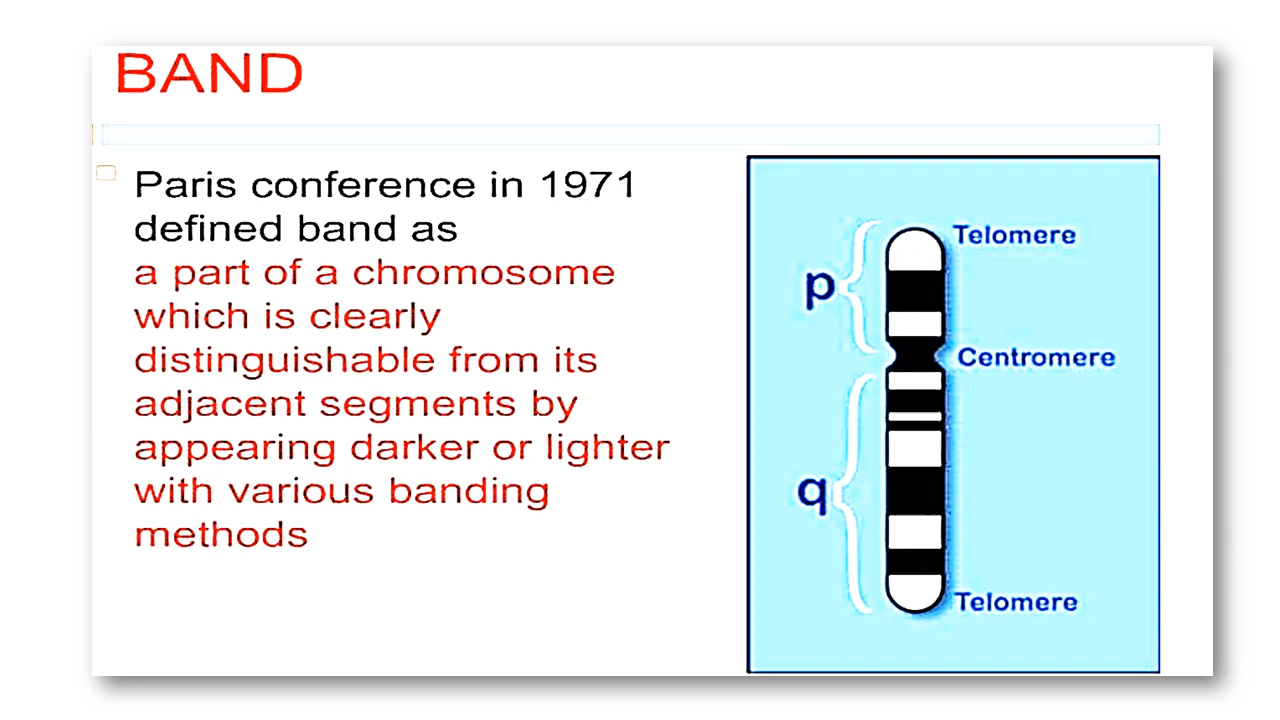 BAND
Paris conference in 1971
defined band as
a part of a chromosome
which is clearly
distinguishable from its
adjacent segments by
appearing darker or lighter
with various banding
methods
Telomere
p
Centromere
q
Telomere